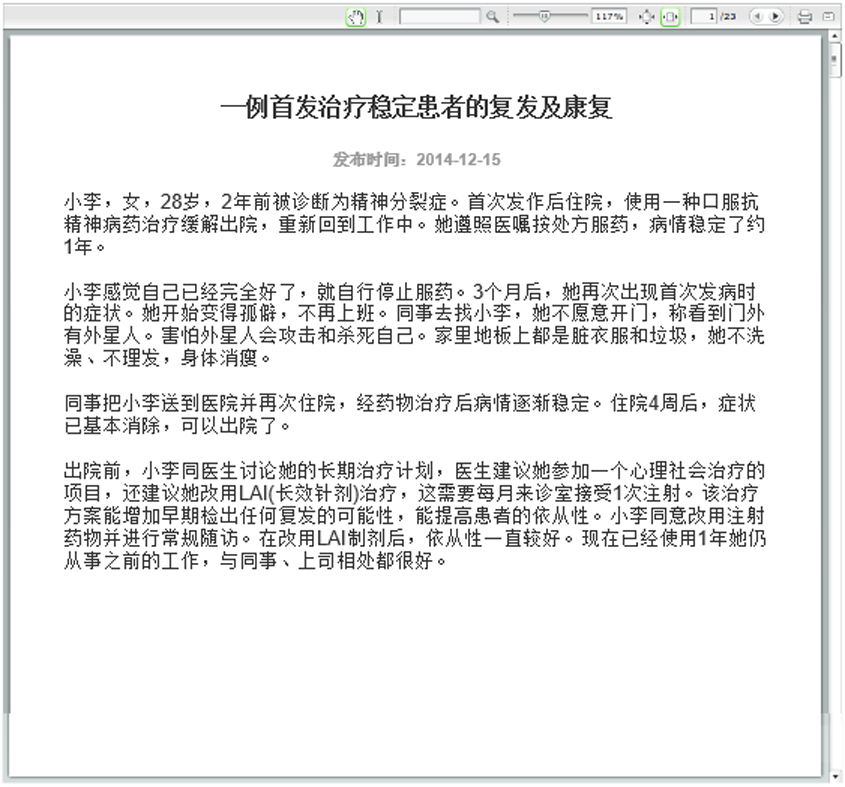 117%
1 /23
一例首发治疗稳定患者的复发及康复
发布时间：2014-12-15
小李，女，28岁，2年前被诊断为精神分裂症。首次发作后住院，使用一种口服抗
精神病药治疗缓解出院，重新回到工作中。她遵照医嘱按处方服药，病情稳定了约
1年。
小李感觉自己已经完全好了，就自行停止服药。3个月后，她再次出现首次发病时
的症状。她开始变得孤僻，不再上班。同事去找小李，她不愿意开门，称看到门外
有外星人。害怕外星人会攻击和杀死自己。家里地板上都是脏衣服和垃圾，她不洗
澡、不理发，身体消瘦。
同事把小李送到医院并再次住院，经药物治疗后病情逐渐稳定。住院4周后，症状
已基本消除，可以出院了。
出院前，小李同医生讨论她的长期治疗计划，医生建议她参加一个心理社会治疗的
项目，还建议她改用LAI(长效针剂)治疗，这需要每月来诊室接受1次注射。该治疗
方案能增加早期检出任何复发的可能性，能提高患者的依从性。小李同意改用注射
药物并进行常规随访。在改用LAI制剂后，依从性一直较好。现在已经使用1年她仍
从事之前的工作，与同事、上司相处都很好。